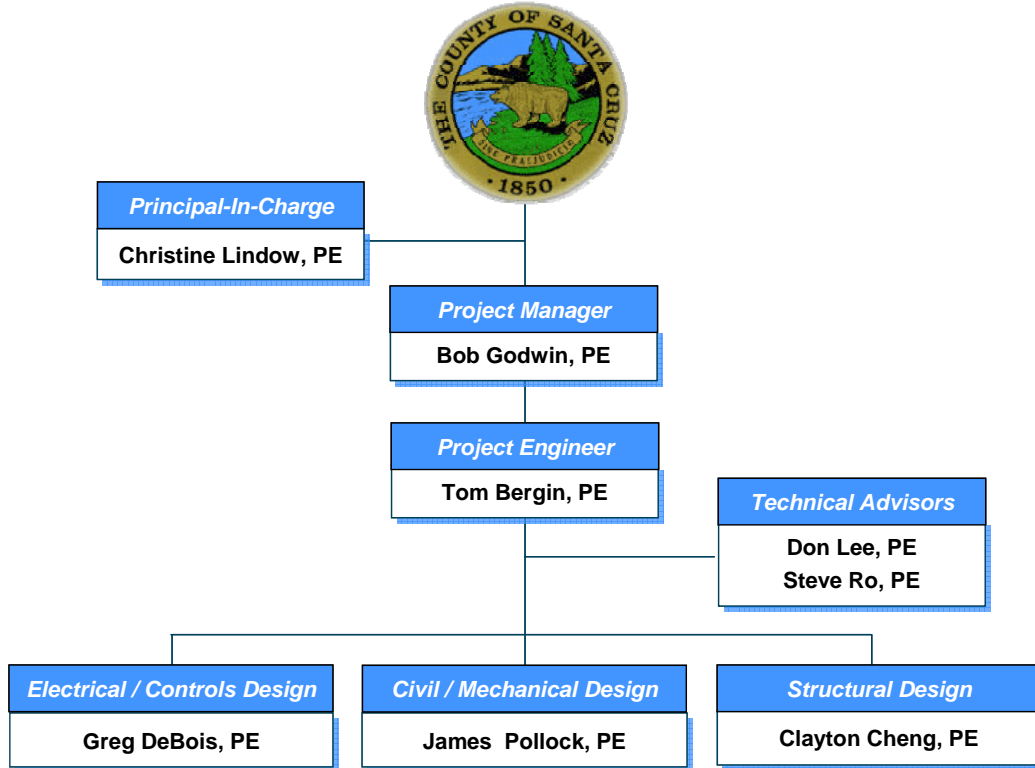 THE COUNTY OF SANTA CRUZ
SINE PRAEJUDICIO
· 1850 ·
Principal-In-Charge
Christine Lindow, PE
Project Manager
Bob Godwin, PE
Project Engineer
Tom Bergin, PE
Technical Advisors
Don Lee, PE
Steve Ro, PE
Electrical / Controls Design
Greg DeBois, PE
Civil / Mechanical Design
James Pollock, PE
Structural Design
Clayton Cheng, PE